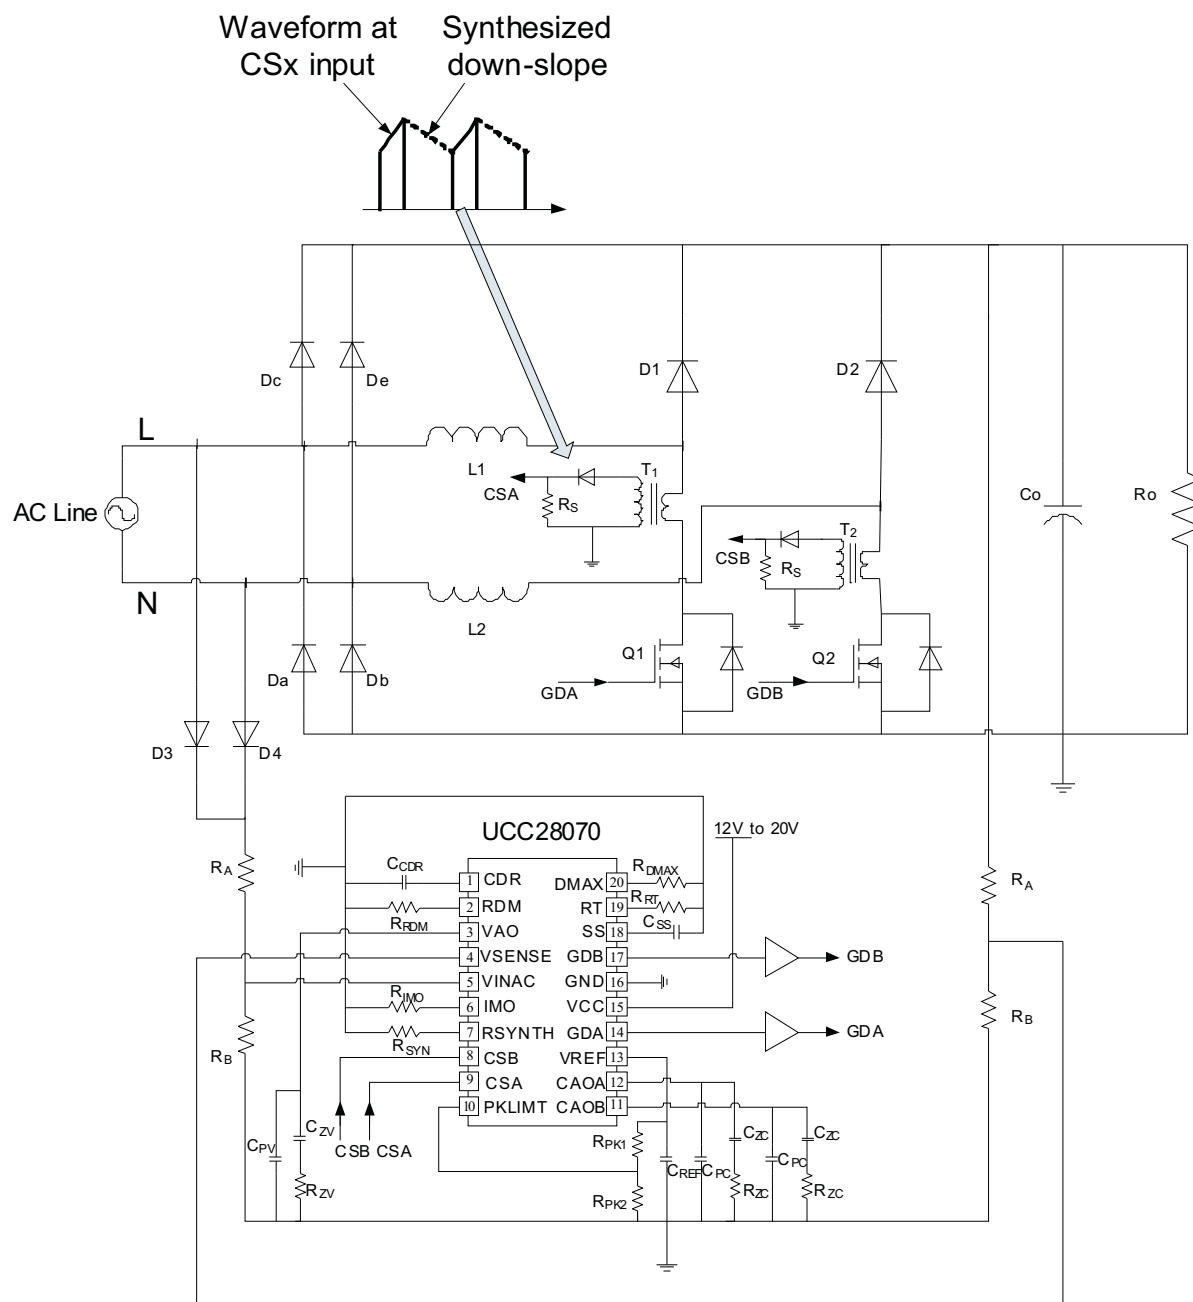 Waveform at
CSx input
Synthesized
down-slope
Dc
De
D1
D2
L
L1
CSA
RS
T1
AC Line
Co
Ro
CSB
RS
T2
N
L2
Da
Db
Q1
GDA
Q2
GDB
D3
D4
UCC28070
12V to 20V
RA
CCDR
1 CDR
DMAX 20
RDMAX
RA
2 RDM
RT 19
RRT
RRDM
3 VAO
SS 18
CSS
4 VSENSE
GDB 17
GDB
5 VINAC
GND 16
RIMO
6 IMO
VCC 15
RB
RB
7 RSYNTH
GDA 14
GDA
RSYN
8 CSB
VREF 13
9 CSA
CAOA 12
10 PKLIMT
CAOB 11
CPV
CZV
CSB
CSA
RPK1
CREF
CPC
CZC
CPC
CZC
RZV
RPK2
RZC
RZC